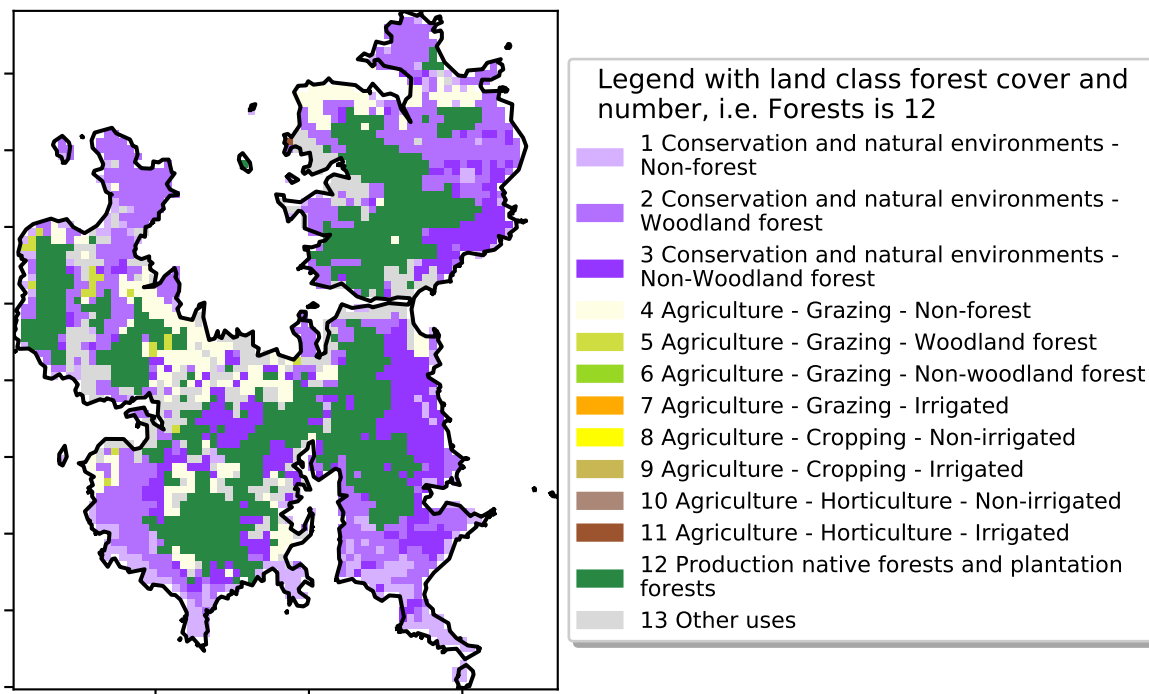 Legend with land class forest cover and
number, i.e. Forests is 12
1 Conservation and natural environments -
Non-forest
2 Conservation and natural environments -
Woodland forest
3 Conservation and natural environments -
Non-Woodland forest
4 Agriculture - Grazing - Non-forest
5 Agriculture - Grazing - Woodland forest
6 Agriculture - Grazing - Non-woodland forest
7 Agriculture - Grazing - Irrigated
8 Agriculture - Cropping - Non-irrigated
9 Agriculture - Cropping - Irrigated
10 Agriculture - Horticulture - Non-irrigated
11 Agriculture - Horticulture - Irrigated
12 Production native forests and plantation
forests
13 Other uses